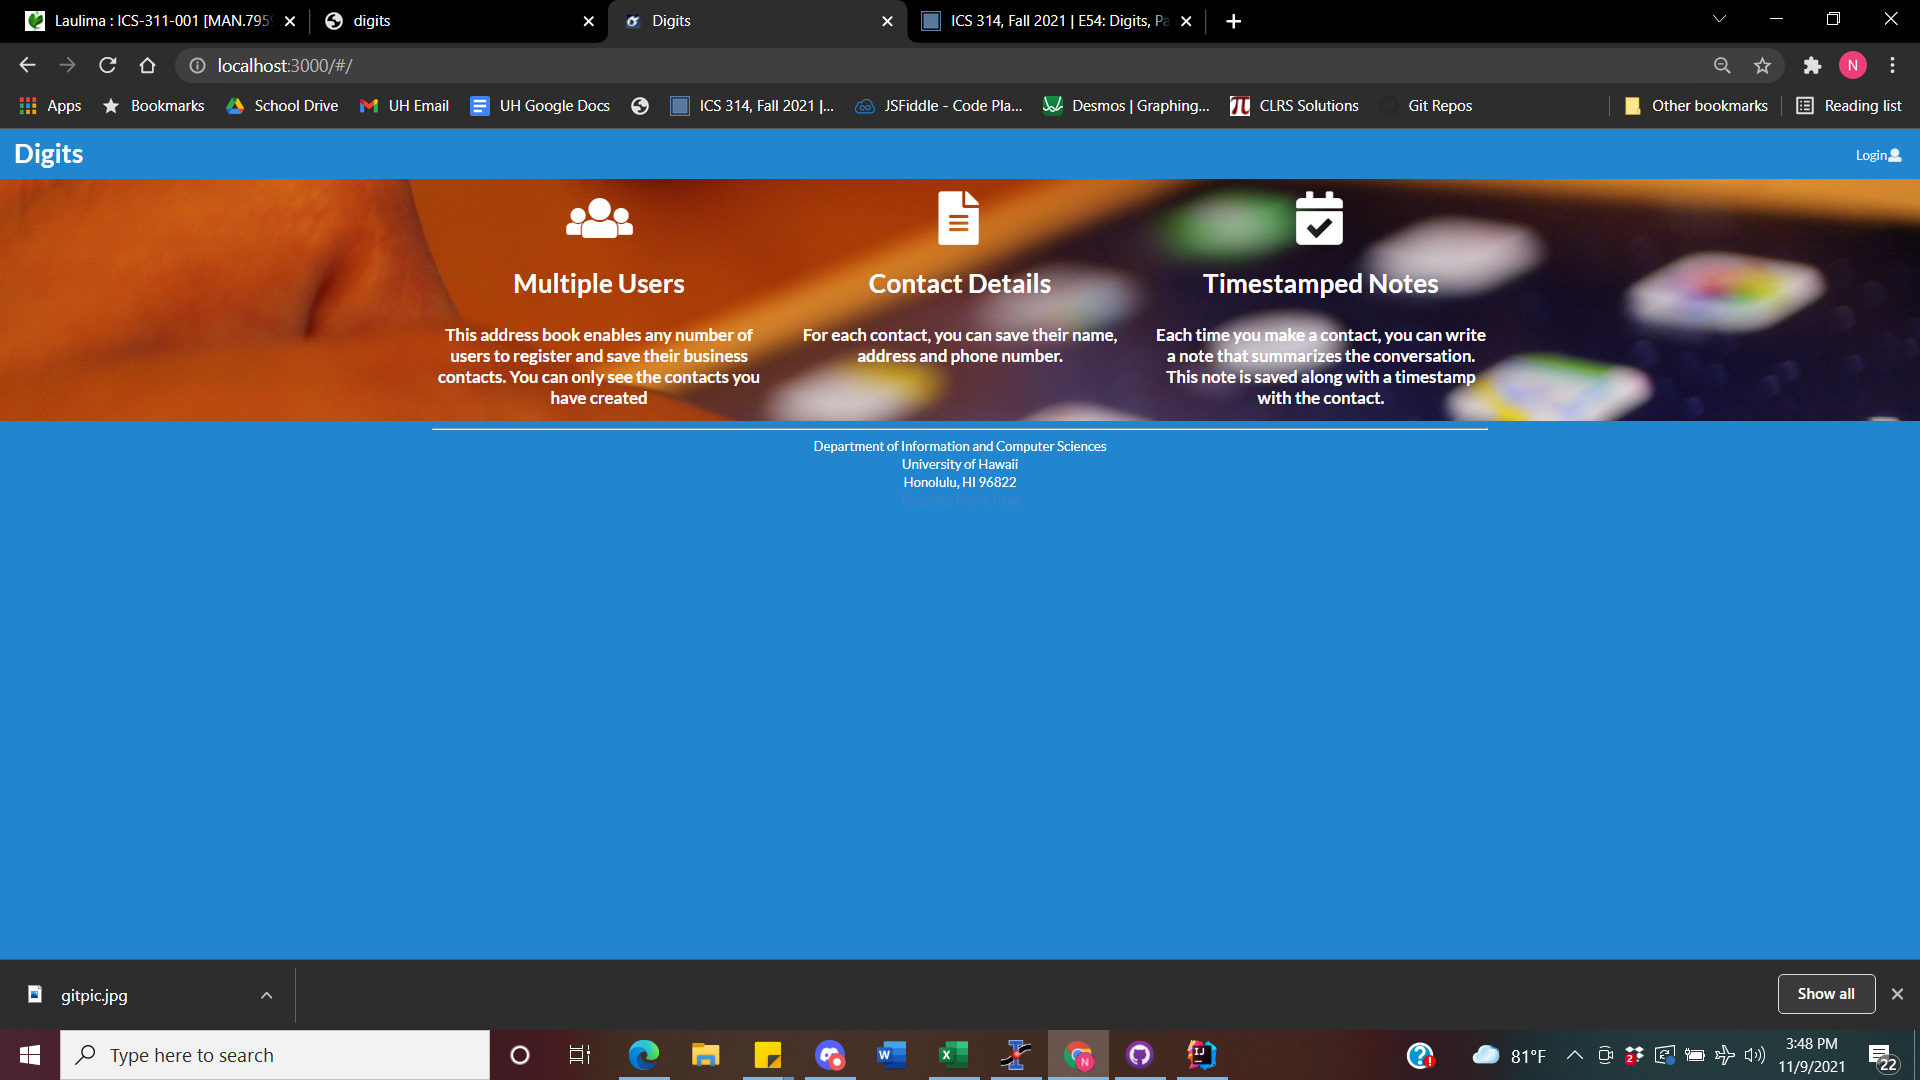 Laulima : ICS-311-001 [MAN.795
digits
Digits
ICS 314, Fall 2021 | E54: Digits, Pa
localhost:3000/#/
N
Apps
Bookmarks
School Drive
UH Email
UH Google Docs
ICS 314, Fall 2021 |...
JSFiddle - Code Pla...
Desmos | Graphing...
CLRS Solutions
Git Repos
Other bookmarks
Reading list
Digits
Login
Multiple Users
This address book enables any number of
users to register and save their business
contacts. You can only see the contacts you
have created
Contact Details
For each contact, you can save their name,
address and phone number.
Timestamped Notes
Each time you make a contact, you can write
a note that summarizes the conversation.
This note is saved along with a timestamp
with the contact.
Department of Information and Computer Sciences
University of Hawaii
Honolulu, HI 96822
Template Home Page
gitpic.jpg
Show all
Type here to search
81°F
2
3:48 PM
11/9/2021
22